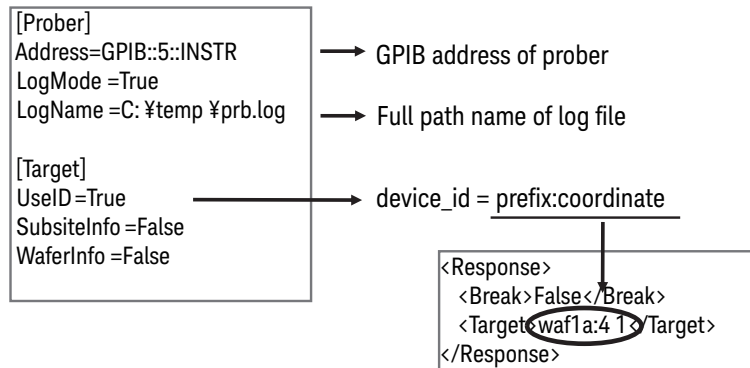 [Prober]
Address=GPIB::5::INSTR
LogMode =True
LogName =C: ¥temp ¥prb.log
[Target]
UseID =True
SubsiteInfo =False
WaferInfo =False
GPIB address of prober
Full path name of log file
device_id = prefix:coordinate
<Response>
<Break>False</Break>
<Target>waf1a:4 1</Target>
</Response>